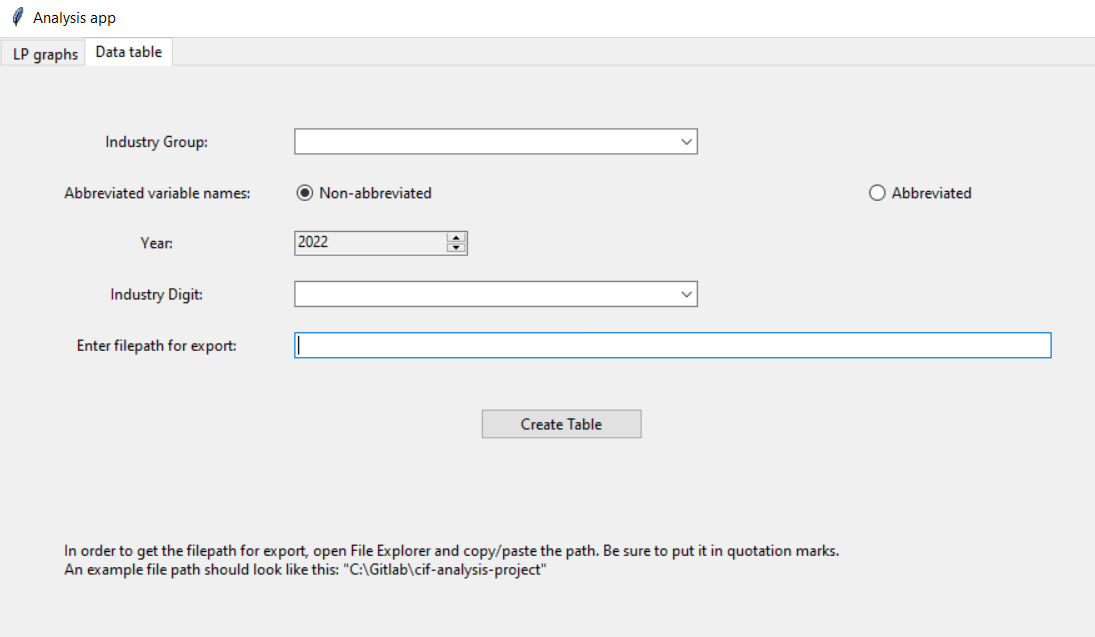 Analysis app
LP graphs Data table
Industry Group:
Abbreviated variable names: Non-abbreviated Abbreviated
Year: 2022
Industry Digit:
Enter filepath for export:
Create Table
In order to get the filepath for export, open File Explorer and copy/paste the path. Be sure to put it in quotation marks.
An example file path should look like this: "C:\Gitlab\cif-analysis-project"